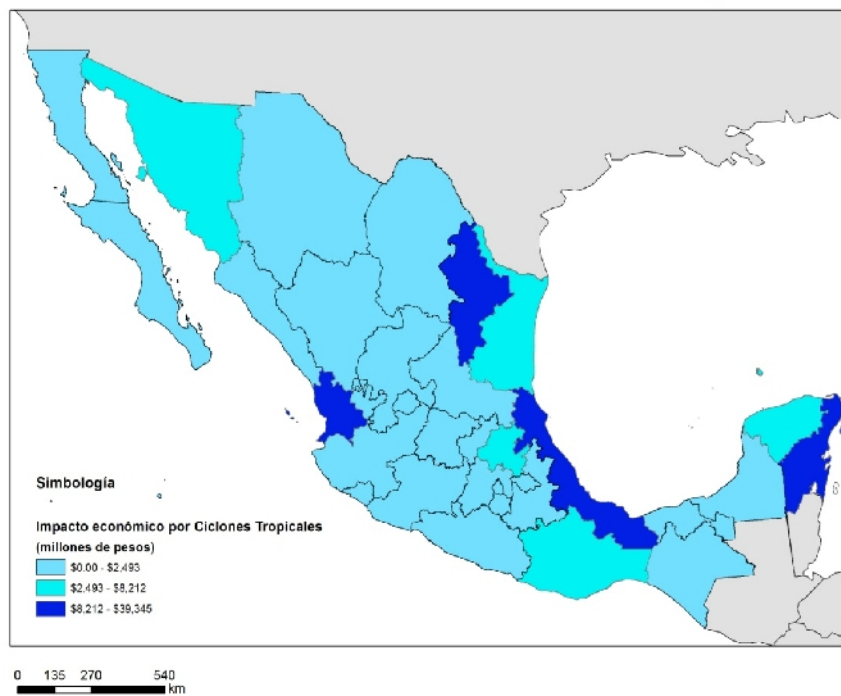 Simbología
Impacto económico por Ciclones Tropicales
(millones de pesos)
$0.00 - $2,493
$2,493 - $8,212
$8,212 - $39,345
0 135 270 540
km